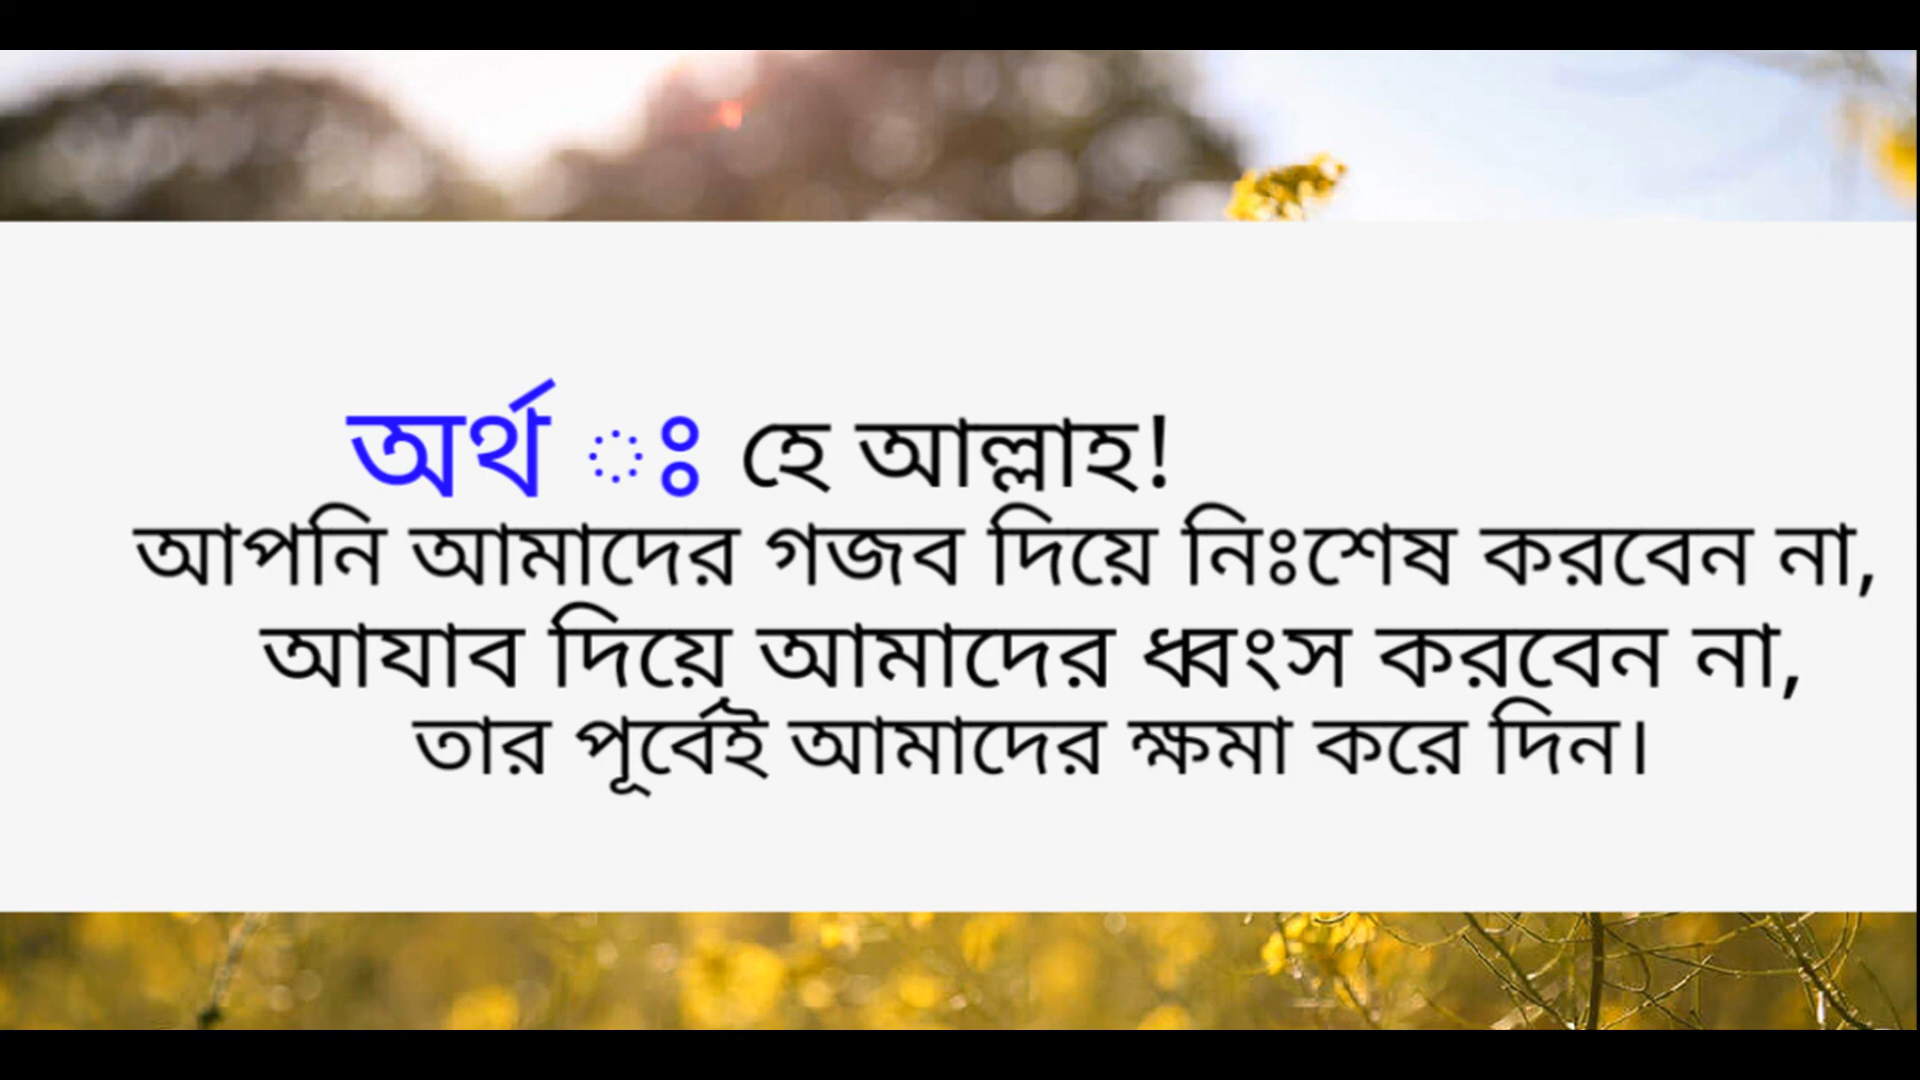 অর্থ ঃ হে আল্লাহ!
আপনি আমাদের গজব দিয়ে নিঃশেষ করবেন না,
আযাব দিয়ে আমাদের ধ্বংস করবেন না,
তার পূর্বেই আমাদের ক্ষমা করে দিন।